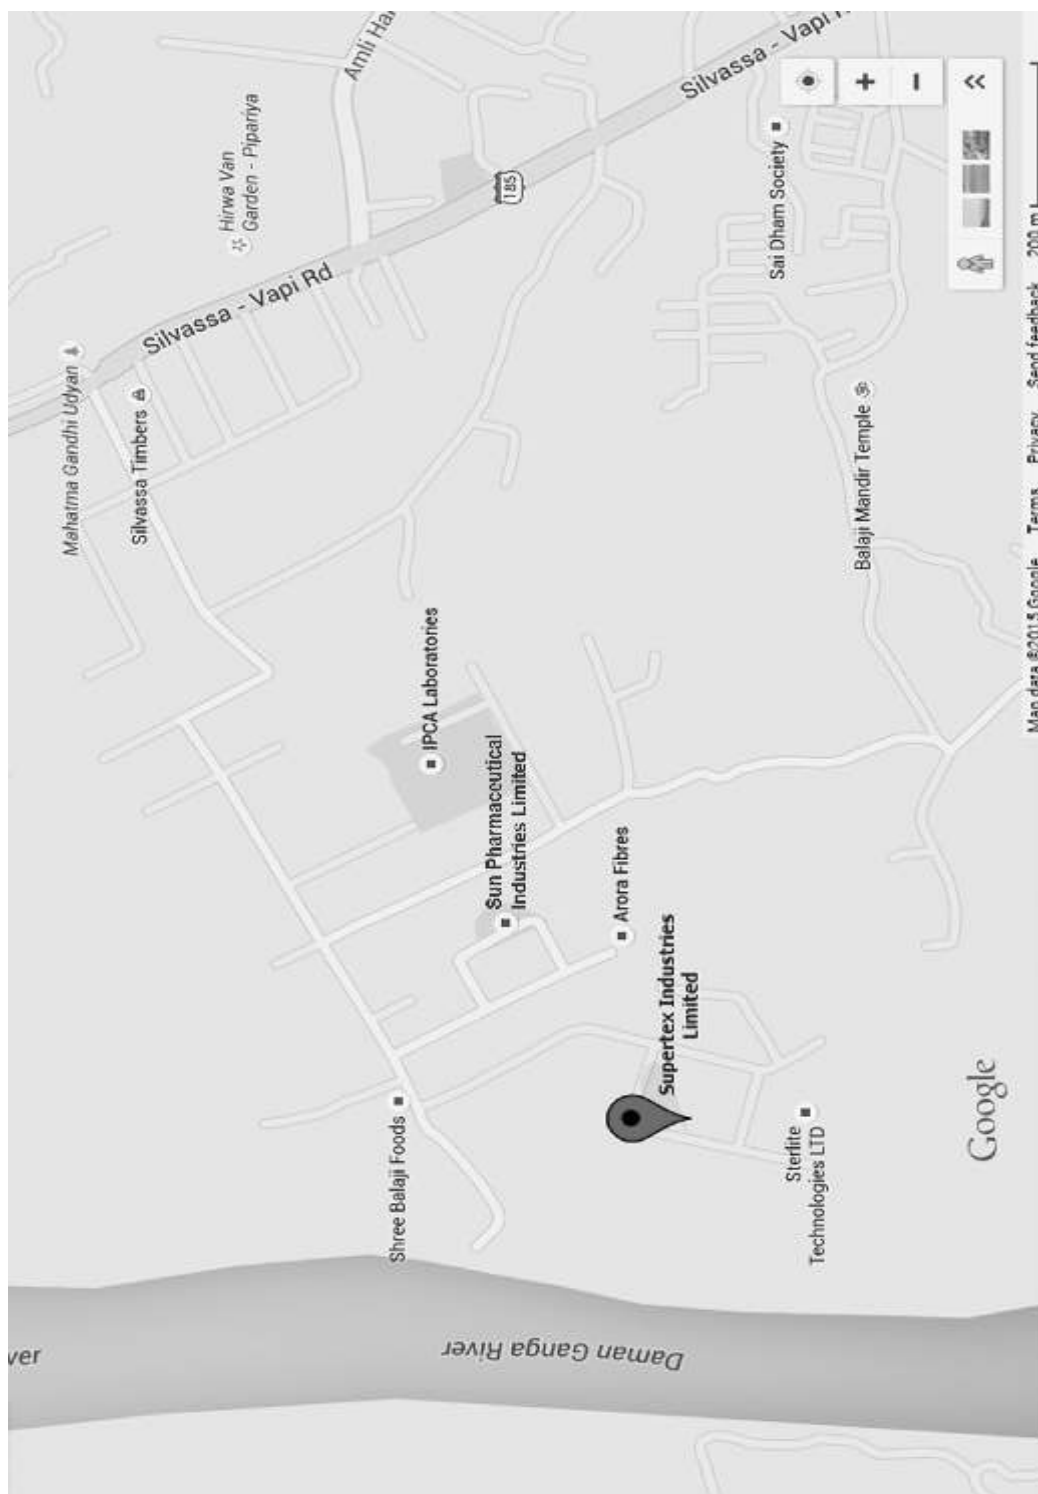 Mahatma Gandhi Udyan
Silvassa Timbers
Hirwa Van
Garden - Pipariya
Silvassa - Vapi Rd
Amli
Shree Balaji Foods
IPCA Laboratories
Sun Pharmaceutical
Industries Limited
185
Daman Ganga River
Arora Fibres
Supertex Industries
Limited
Silvassa - Vapi
Sai Dham Society
Sterlite
Technologies LTD
Balaji Mandir Temple
Google
Map data ©2015 Google Terms Privacy Send feedback 200 m